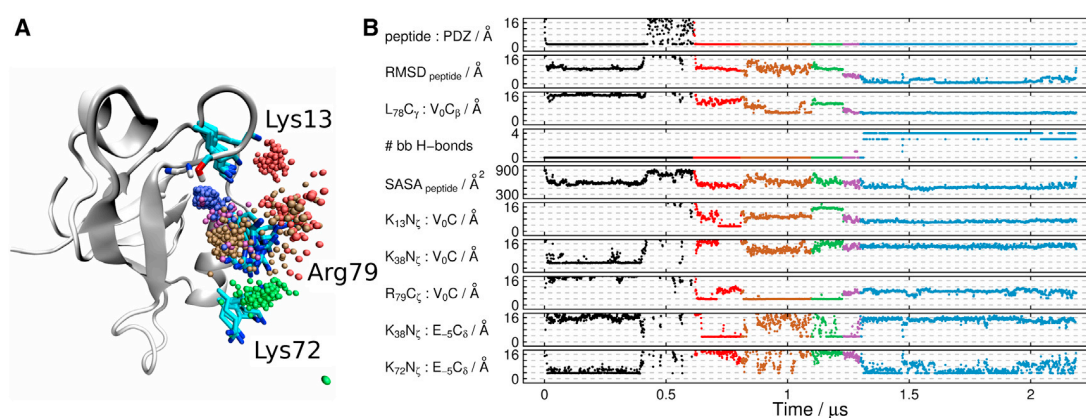 A
Lys13
Arg79
Lys72
B
peptide : PDZ / Å
RMSD peptide / Å
L78Cγ : V0Cβ / Å
# bb H-bonds
SASA peptide / Å2
K13Nζ : V0C / Å
K38Nζ : V0C / Å
R79Cζ : V0C / Å
K38Nζ : E–5Cδ / Å
K72Nζ : E–5Cδ / Å
16
0
16
0
16
0
4
0
900
300
16
0
16
0
16
0
16
0
16
0
0 0.5 1 1.5 2
Time / μs